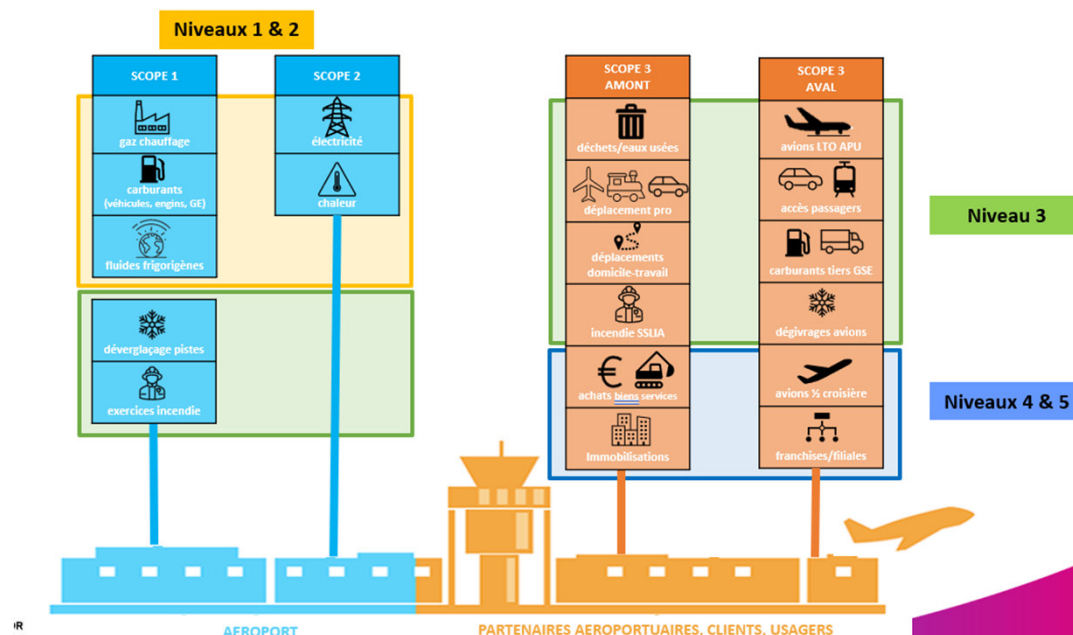 Niveaux 1 & 2
SCOPE 1
gaz chauffage
carburants
(véhicules, engins, GE)
fluides frigorigènes
déverglaçage pistes
exercices incendie
SCOPE 2
électricité
chaleur
SCOPE 3
AMONT
déchets/eaux usées
déplacement pro
déplacements
domicile-travail
incendie SSLIA
achats biens services
Immobilisations
SCOPE 3
AVAL
avions LTO APU
accès passagers
carburants tiers GSE
dégivrages avions
avions ½ croisière
franchises/filiales
Niveau 3
Niveaux 4 & 5
AEROPORT
PARTENAIRES AEROPORTUAIRES, CLIENTS, USAGERS